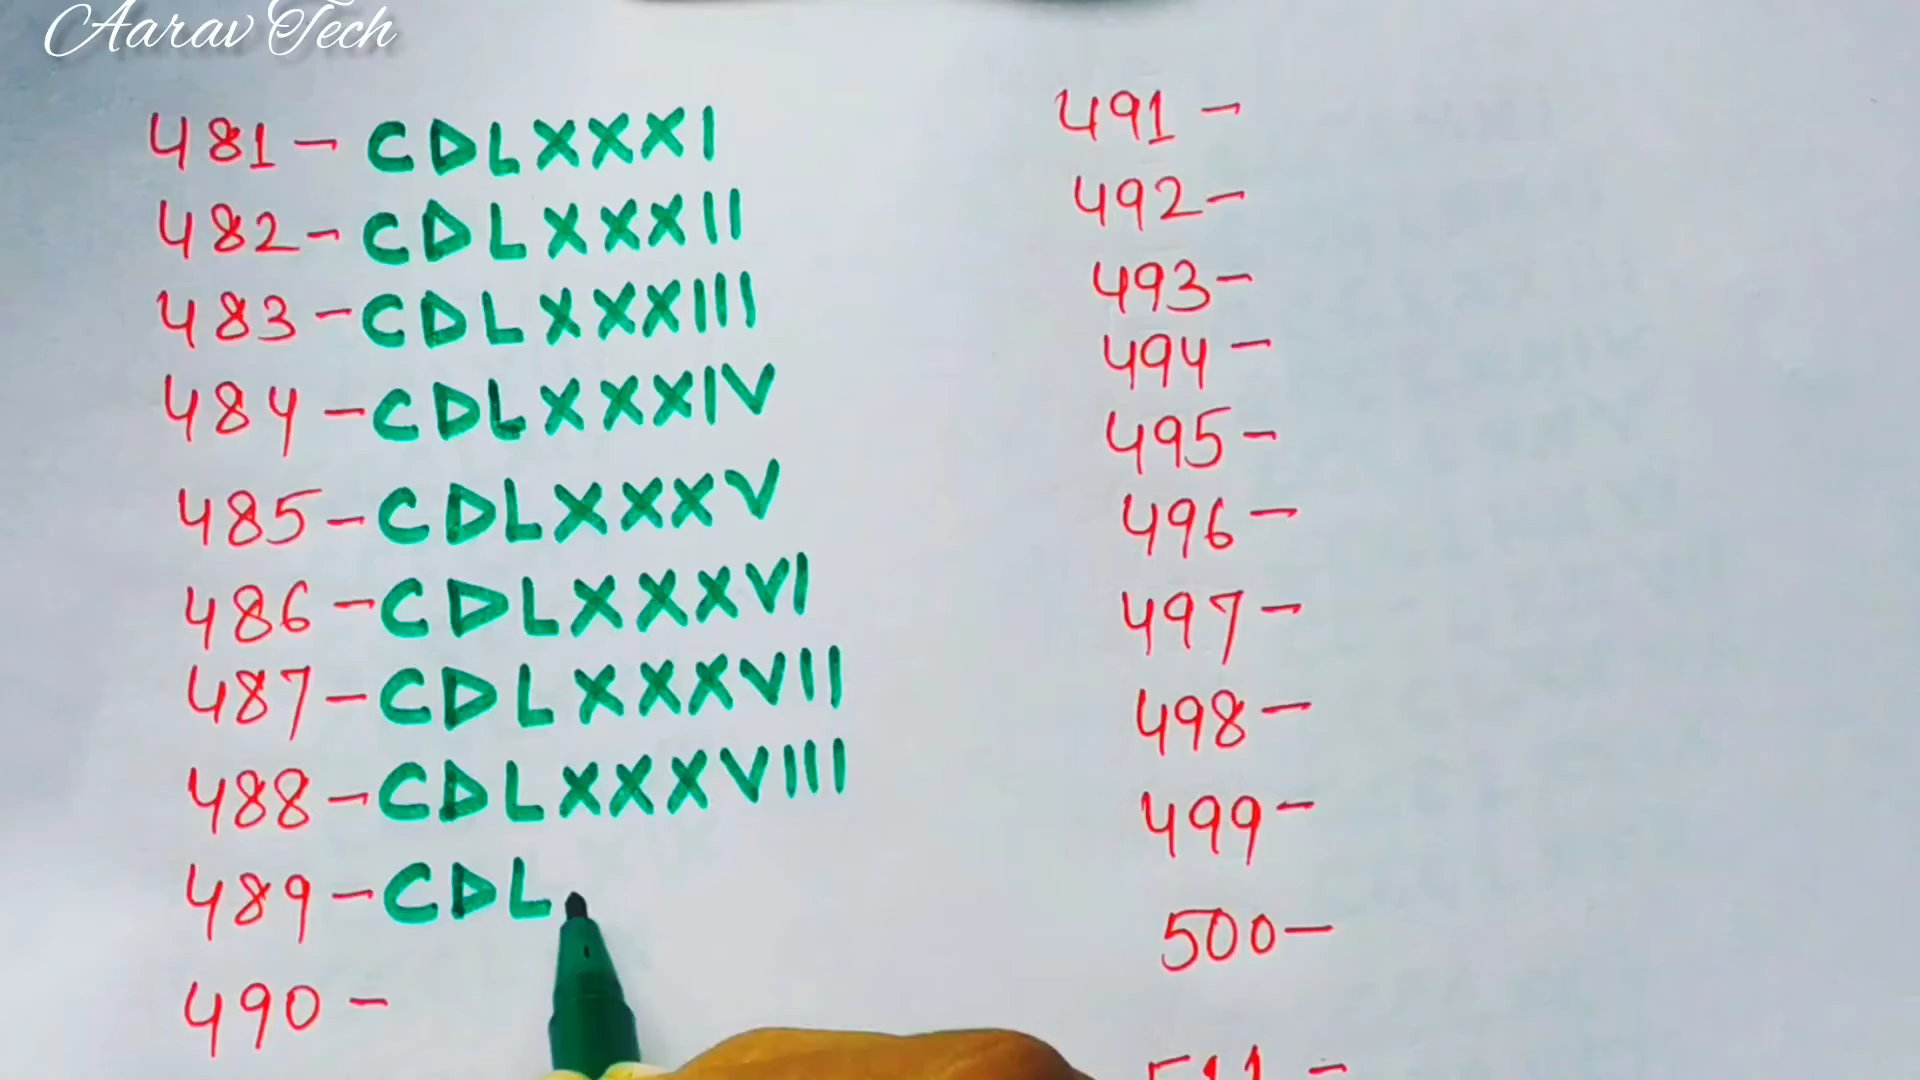 Aarav Tech
481 - CDLXXXI
482 - CDLXXXII
483 - CDLXXXIII
484 - CDLXXXIV
485 - CDLXXXV
486 - CDLXXXVI
487 - CDLXXXVII
488 - CDLXXXVIII
489 - CDL
490 -
491 -
492 -
493 -
494 -
495 -
496 -
497 -
498 -
499 -
500 -
511 -